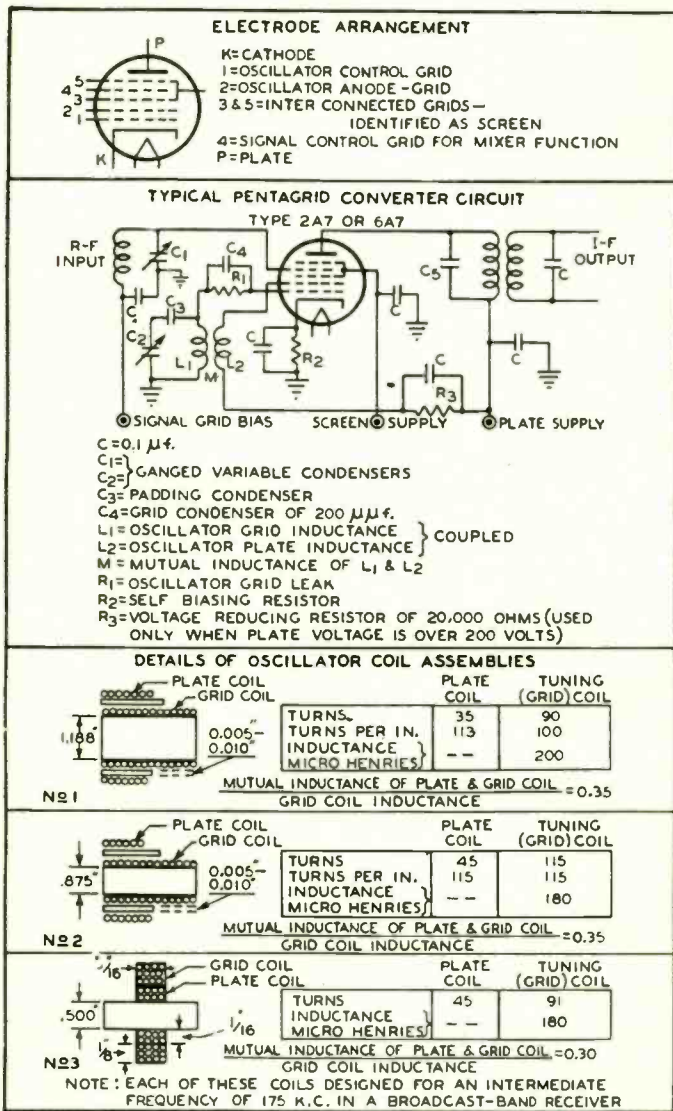 ELECTRODE ARRANGEMENT
P
K=CATHODE
1=OSCILLATOR CONTROL GRID
2=OSCILLATOR ANODE-GRID
3 & 5=INTER CONNECTED GRIDS—
IDENTIFIED AS SCREEN
4=SIGNAL CONTROL GRID FOR MIXER FUNCTION
P=PLATE
5
4
3
2
1
K
TYPICAL PENTAGRID CONVERTER CIRCUIT
TYPE 2A7 OR 6A7
R-F
INPUT
C1
C4
R1
C5
C
I-F
OUTPUT
C
C3
C2
L1
M
L2
C
R2
C
C
R3
C
SIGNAL GRID BIAS
SCREEN SUPPLY
PLATE SUPPLY
C=0.1 μf.
C1=
C2=
} GANGED VARIABLE CONDENSERS
C3=PADDING CONDENSER
C4=GRID CONDENSER OF 200 μμf.
L1=OSCILLATOR GRID INDUCTANCE
L2=OSCILLATOR PLATE INDUCTANCE
} COUPLED
M=MUTUAL INDUCTANCE OF L1 & L2
R1=OSCILLATOR GRID LEAK
R2=SELF BIASING RESISTOR
R3=VOLTAGE REDUCING RESISTOR OF 20,000 OHMS (USED
ONLY WHEN PLATE VOLTAGE IS OVER 200 VOLTS)
DETAILS OF OSCILLATOR COIL ASSEMBLIES
PLATE COIL
GRID COIL
1.188"
0.005-"
0.010"
No1
PLATE COIL TUNING (GRID) COIL
TURNS 35 90
TURNS PER IN. 113 100
INDUCTANCE
MICRO HENRIES} -- 200
MUTUAL INDUCTANCE OF PLATE & GRID COIL
GRID COIL INDUCTANCE =0.35
PLATE COIL
GRID COIL
.875"
0.005-"
0.010"
No2
PLATE COIL TUNING (GRID) COIL
TURNS 45 115
TURNS PER IN. 115 115
INDUCTANCE
MICRO HENRIES} -- 180
MUTUAL INDUCTANCE OF PLATE & GRID COIL
GRID COIL INDUCTANCE =0.35
GRID COIL
PLATE COIL
.500"
1/16"
1/8"
No3
PLATE COIL TUNING (GRID) COIL
TURNS 45 91
INDUCTANCE
MICRO HENRIES} -- 180
MUTUAL INDUCTANCE OF PLATE & GRID COIL
GRID COIL INDUCTANCE =0.30
NOTE: EACH OF THESE COILS DESIGNED FOR AN INTERMEDIATE
FREQUENCY OF 175 K.C. IN A BROADCAST-BAND RECEIVER